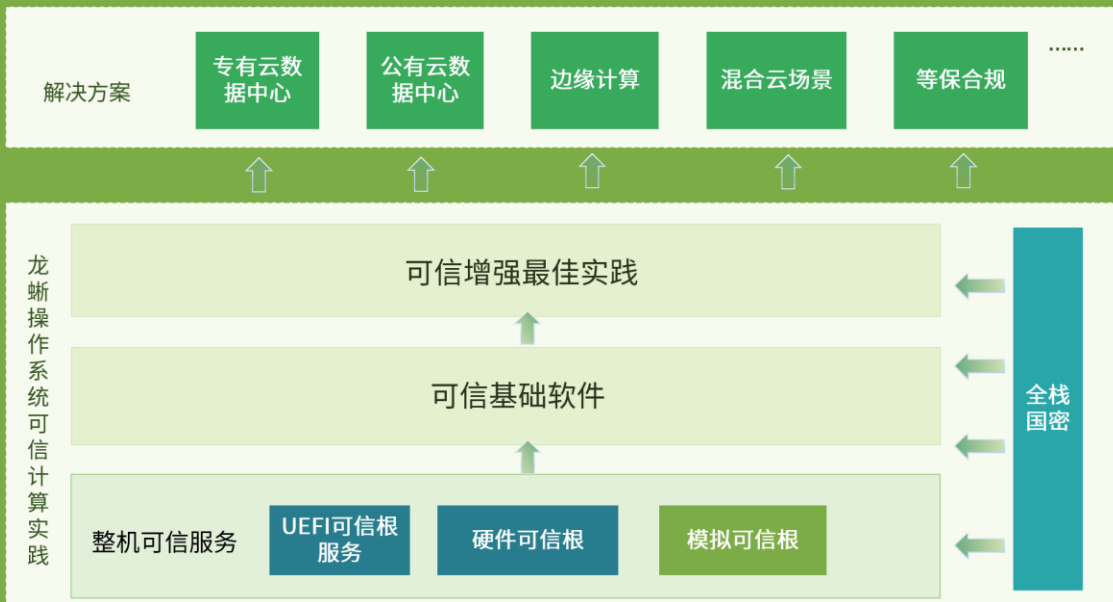 解决方案
专有云数
据中心
公有云数
据中心
边缘计算
混合云场景
等保合规
……
龙蜥操作系统可信计算实践
可信增强最佳实践
可信基础软件
整机可信服务
UEFI可信根
服务
硬件可信根
模拟可信根
全栈
国密